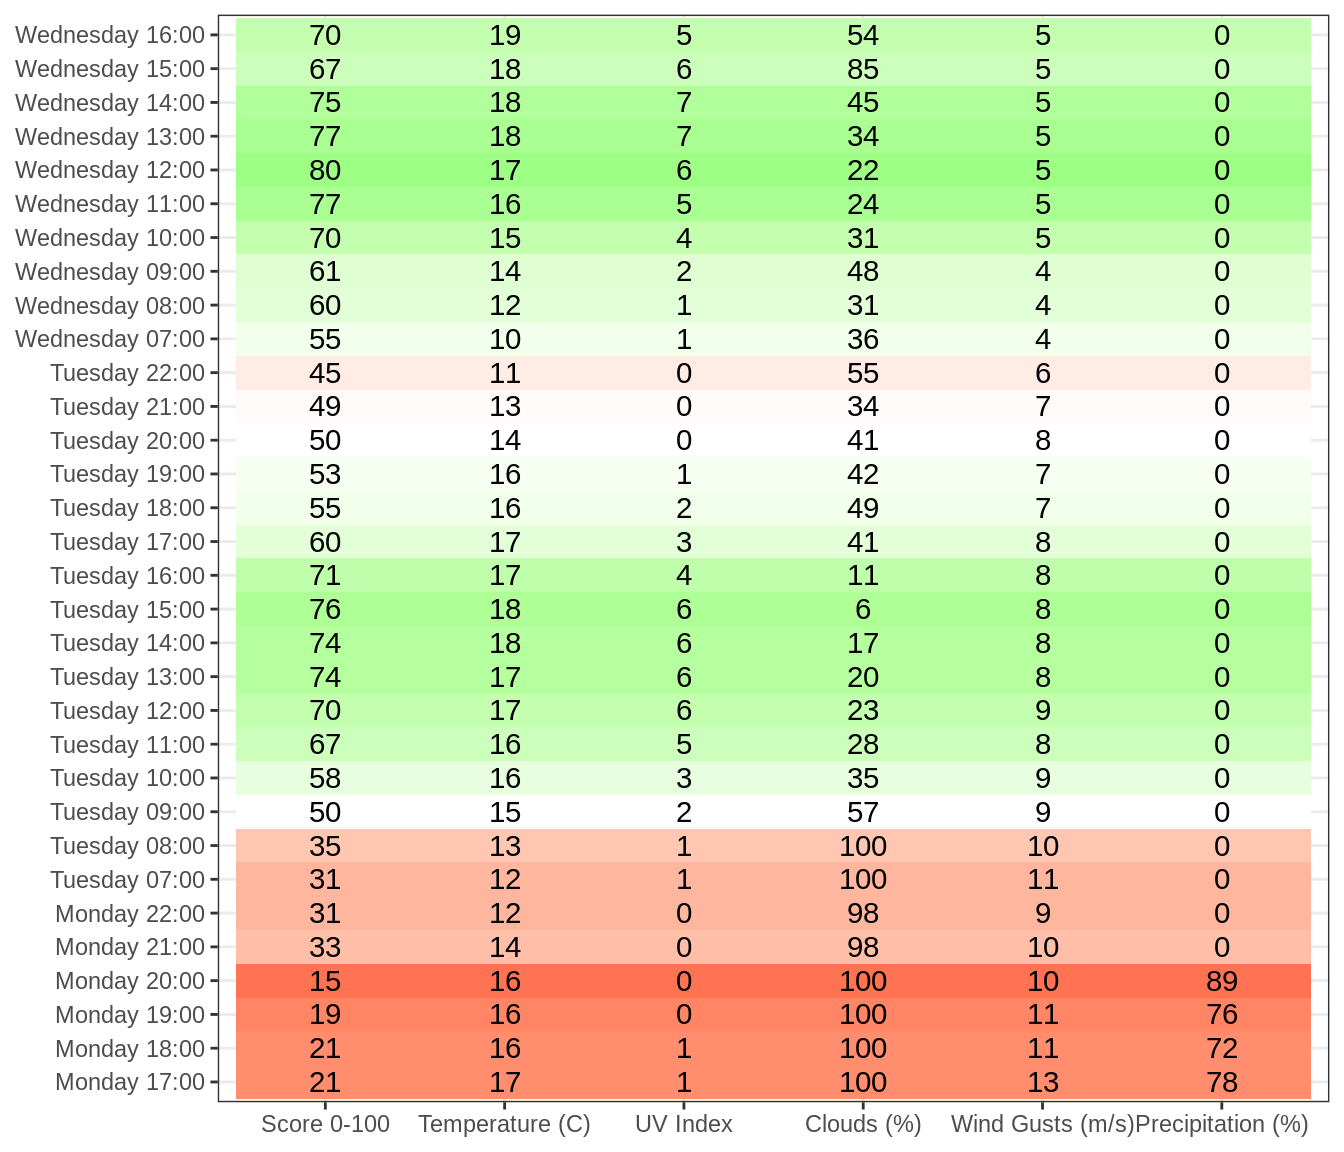 Wednesday 16:00 70 19 5 54 5 0
Wednesday 15:00 67 18 6 85 5 0
Wednesday 14:00 75 18 7 45 5 0
Wednesday 13:00 77 18 7 34 5 0
Wednesday 12:00 80 17 6 22 5 0
Wednesday 11:00 77 16 5 24 5 0
Wednesday 10:00 70 15 4 31 5 0
Wednesday 09:00 61 14 2 48 4 0
Wednesday 08:00 60 12 1 31 4 0
Wednesday 07:00 55 10 1 36 4 0
Tuesday 22:00 45 11 0 55 6 0
Tuesday 21:00 49 13 0 34 7 0
Tuesday 20:00 50 14 0 41 8 0
Tuesday 19:00 53 16 1 42 7 0
Tuesday 18:00 55 16 2 49 7 0
Tuesday 17:00 60 17 3 41 8 0
Tuesday 16:00 71 17 4 11 8 0
Tuesday 15:00 76 18 6 6 8 0
Tuesday 14:00 74 18 6 17 8 0
Tuesday 13:00 74 17 6 20 8 0
Tuesday 12:00 70 17 6 23 9 0
Tuesday 11:00 67 16 5 28 8 0
Tuesday 10:00 58 16 3 35 9 0
Tuesday 09:00 50 15 2 57 9 0
Tuesday 08:00 35 13 1 100 10 0
Tuesday 07:00 31 12 1 100 11 0
Monday 22:00 31 12 0 98 9 0
Monday 21:00 33 14 0 98 10 0
Monday 20:00 15 16 0 100 10 89
Monday 19:00 19 16 0 100 11 76
Monday 18:00 21 16 1 100 11 72
Monday 17:00 21 17 1 100 13 78
Score 0-100 Temperature (C) UV Index Clouds (%) Wind Gusts (m/s) Precipitation (%)